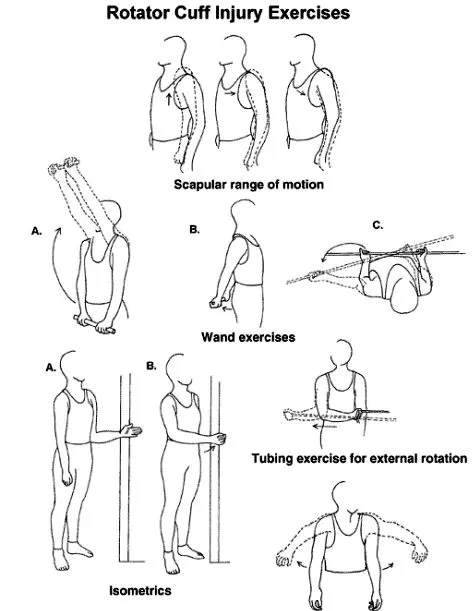 Rotator Cuff Injury Exercises
Scapular range of motion
A.
B.
C.
Wand exercises
A.
B.
Tubing exercise for external rotation
Isometrics